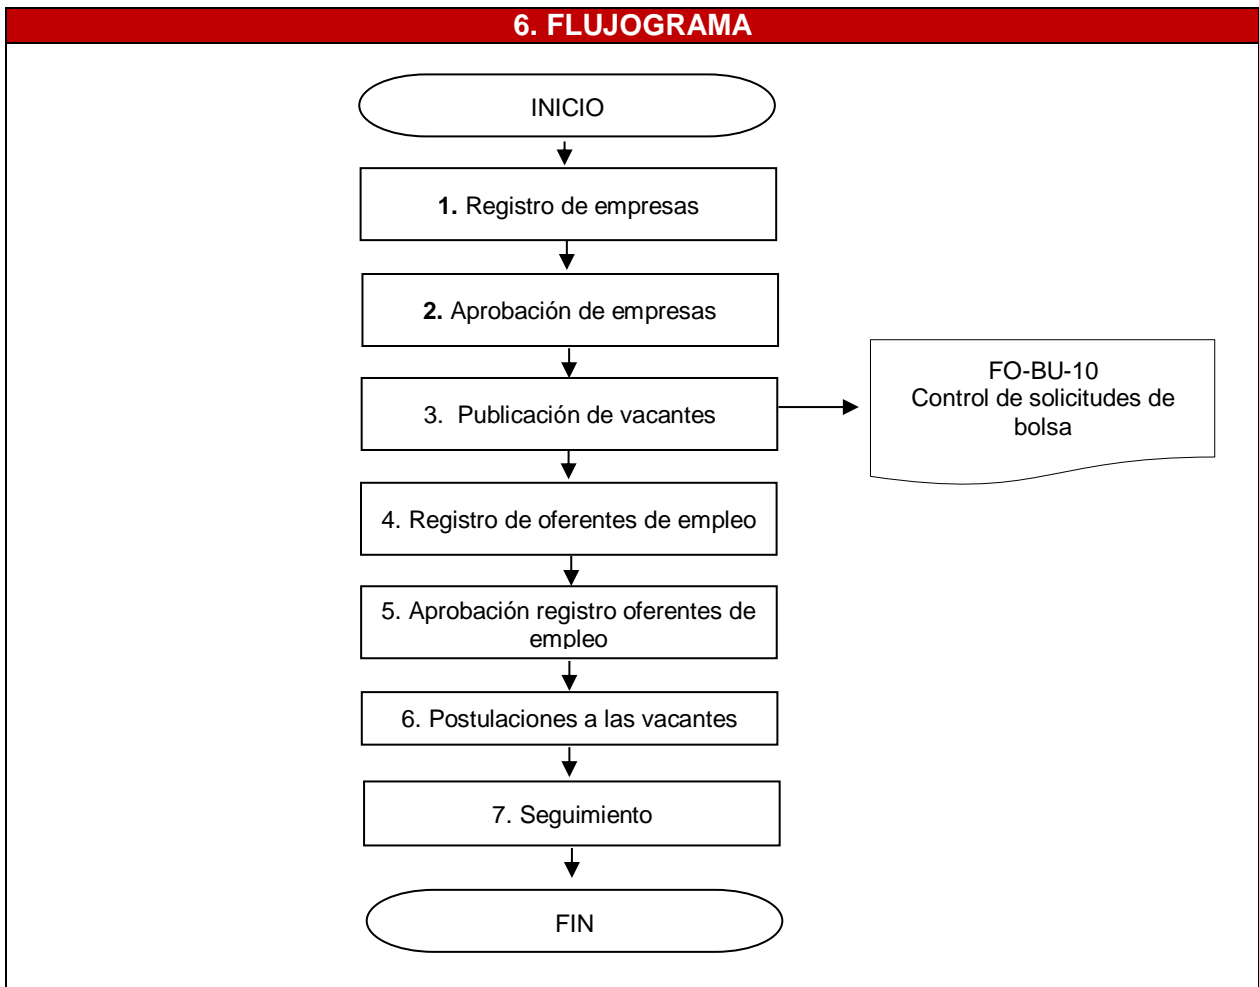 6. FLUJOGRAMA
INICIO
1. Registro de empresas
2. Aprobación de empresas
3. Publicación de vacantes
FO-BU-10
Control de solicitudes de
bolsa
4. Registro de oferentes de empleo
5. Aprobación registro oferentes de
empleo
6. Postulaciones a las vacantes
7. Seguimiento
FIN